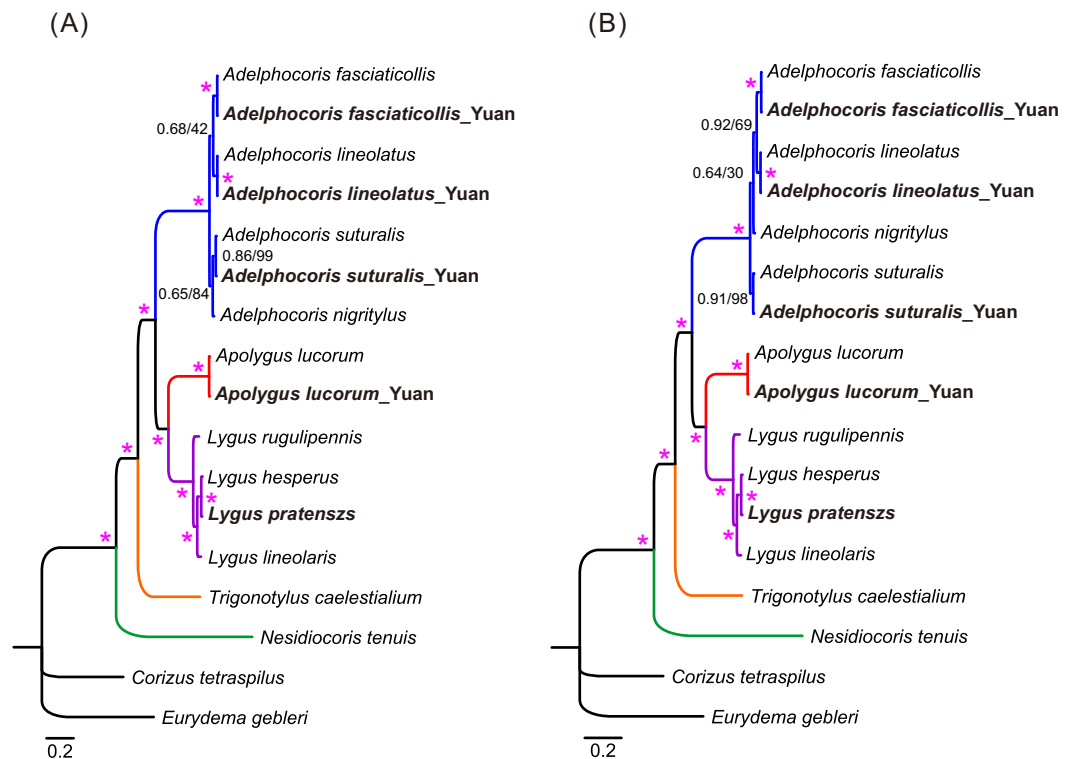 (A)
Adelphocoris fasciaticollis
*
Adelphocoris fasciaticollis_Yuan
0.68/42
Adelphocoris lineolatus
*
Adelphocoris lineolatus_Yuan
*
Adelphocoris suturalis
0.86/99
Adelphocoris suturalis_Yuan
0.65/84
Adelphocoris nigritylus
*
Apolygus lucorum
*
Apolygus lucorum_Yuan
Lygus rugulipennis
*
*
Lygus hesperus
*
*
Lygus pratenszs
*
Lygus lineolaris
*
Trigonotylus caelestialium
Nesidiocoris tenuis
Corizus tetraspilus
Eurydema gebleri
0.2
(B)
Adelphocoris fasciaticollis
*
Adelphocoris fasciaticollis_Yuan
0.92/69
Adelphocoris lineolatus
0.64/30
*
Adelphocoris lineolatus_Yuan
*
Adelphocoris nigritylus
Adelphocoris suturalis
0.91/98
Adelphocoris suturalis_Yuan
*
Apolygus lucorum
*
Apolygus lucorum_Yuan
Lygus rugulipennis
*
*
Lygus hesperus
*
*
Lygus pratenszs
*
Lygus lineolaris
*
Trigonotylus caelestialium
Nesidiocoris tenuis
Corizus tetraspilus
Eurydema gebleri
0.2